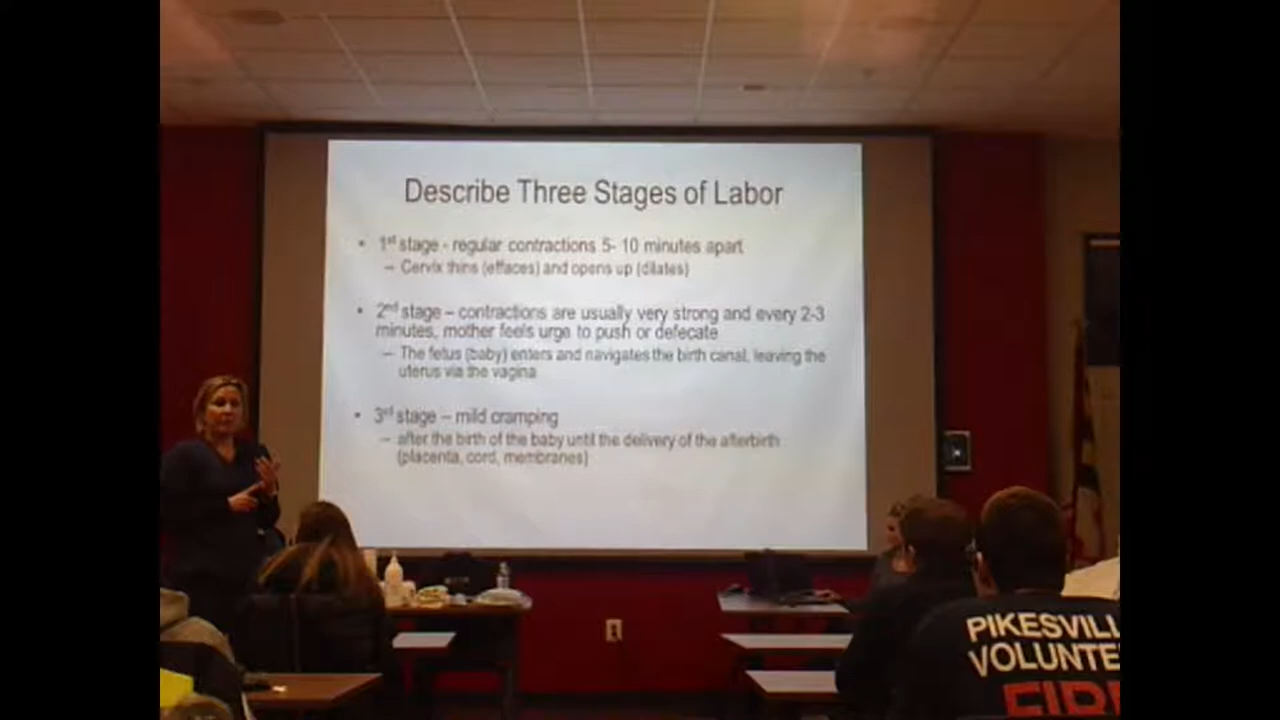 Describe Three Stages of Labor
• 1st stage - regular contractions 5- 10 minutes apart
– Cervix thins (effaces) and opens up (dilates)
• 2nd stage – contractions are usually very strong and every 2-3
minutes, mother feels urge to push or defecate
– The fetus (baby) enters and navigates the birth canal, leaving the
uterus via the vagina
• 3rd stage – mild cramping
– after the birth of the baby until the delivery of the afterbirth
(placenta, cord, membranes)
PIKESVILL
VOLUNTE
FIRE